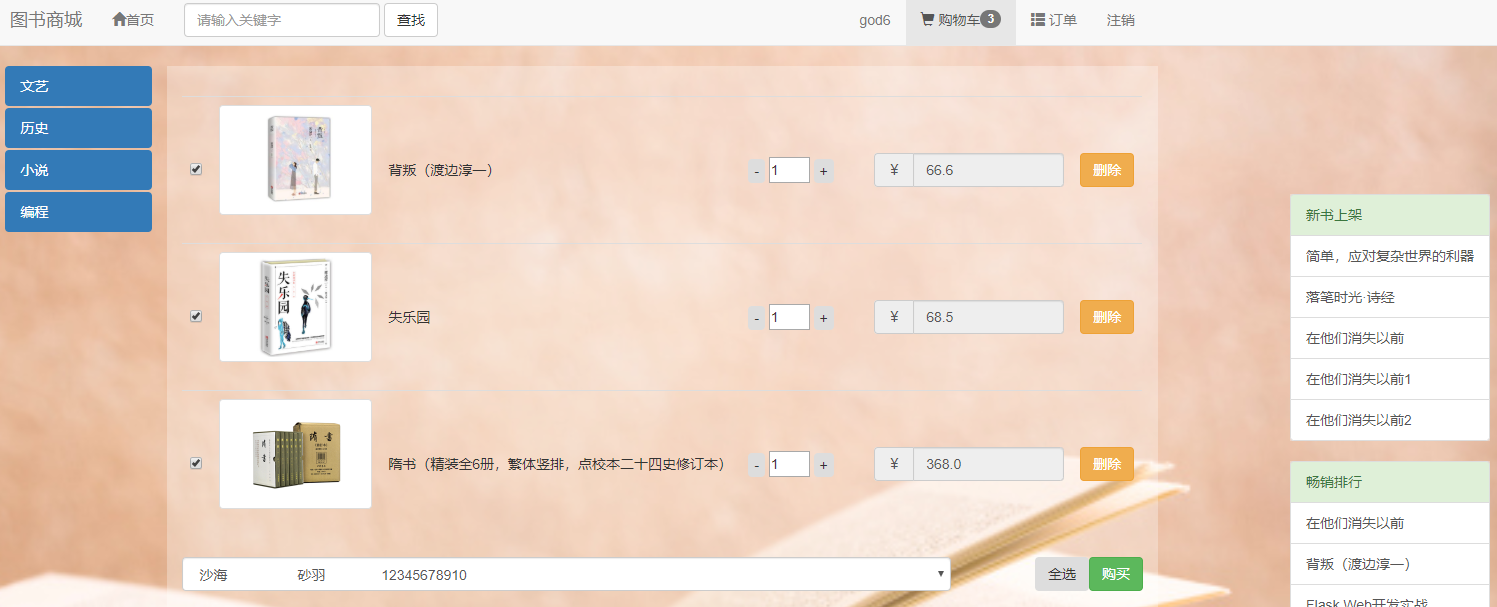 图书商城 首页 请输入关键字 查找 god6 购物车 3 订单 注销
文艺
历史
小说
编程
背叛（渡边淳一） - 1 + ¥ 66.6 删除
失乐园
失乐园 - 1 + ¥ 68.5 删除
隋书
隋书（精装全6册，繁体竖排，点校本二十四史修订本） - 1 + ¥ 368.0 删除
沙海 砂羽 12345678910 全选 购买
新书上架
简单，应对复杂世界的利器
落笔时光·诗经
在他们消失以前
在他们消失以前1
在他们消失以前2
畅销排行
在他们消失以前
背叛（渡边淳一）
Flask Web开发实战